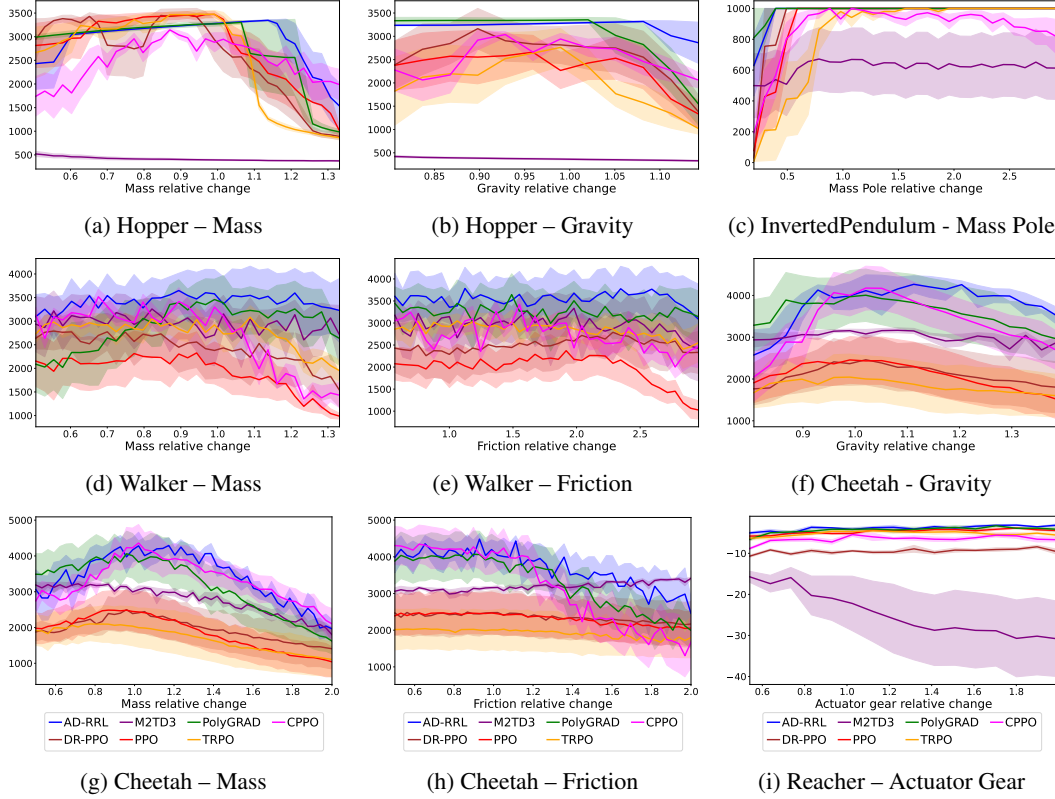 3500
3000
2500
2000
1500
1000
500
0.6 0.7 0.8 0.9 1.0 1.1 1.2 1.3
Mass relative change
(a) Hopper – Mass
3500
3000
2500
2000
1500
1000
500
0.85 0.90 0.95 1.00 1.05 1.10
Gravity relative change
(b) Hopper – Gravity
1000
800
600
400
200
0
0.5 1.0 1.5 2.0 2.5
Mass Pole relative change
(c) InvertedPendulum - Mass Pole
4000
3500
3000
2500
2000
1500
1000
0.6 0.7 0.8 0.9 1.0 1.1 1.2 1.3
Mass relative change
(d) Walker – Mass
4000
3500
3000
2500
2000
1500
1000
1.0 1.5 2.0 2.5
Friction relative change
(e) Walker – Friction
4000
3000
2000
1000
0.9 1.0 1.1 1.2 1.3
Gravity relative change
(f) Cheetah - Gravity
5000
4000
3000
2000
1000
0.6 0.8 1.0 1.2 1.4 1.6 1.8 2.0
Mass relative change
AD-RRL M2TD3 PolyGRAD CPPO
DR-PPO PPO TRPO
(g) Cheetah – Mass
5000
4000
3000
2000
1000
0.6 0.8 1.0 1.2 1.4 1.6 1.8 2.0
Friction relative change
AD-RRL M2TD3 PolyGRAD CPPO
DR-PPO PPO TRPO
(h) Cheetah – Friction
−10
−20
−30
−40
0.6 0.8 1.0 1.2 1.4 1.6 1.8
Actuator gear relative change
AD-RRL M2TD3 PolyGRAD CPPO
DR-PPO PPO TRPO
(i) Reacher – Actuator Gear